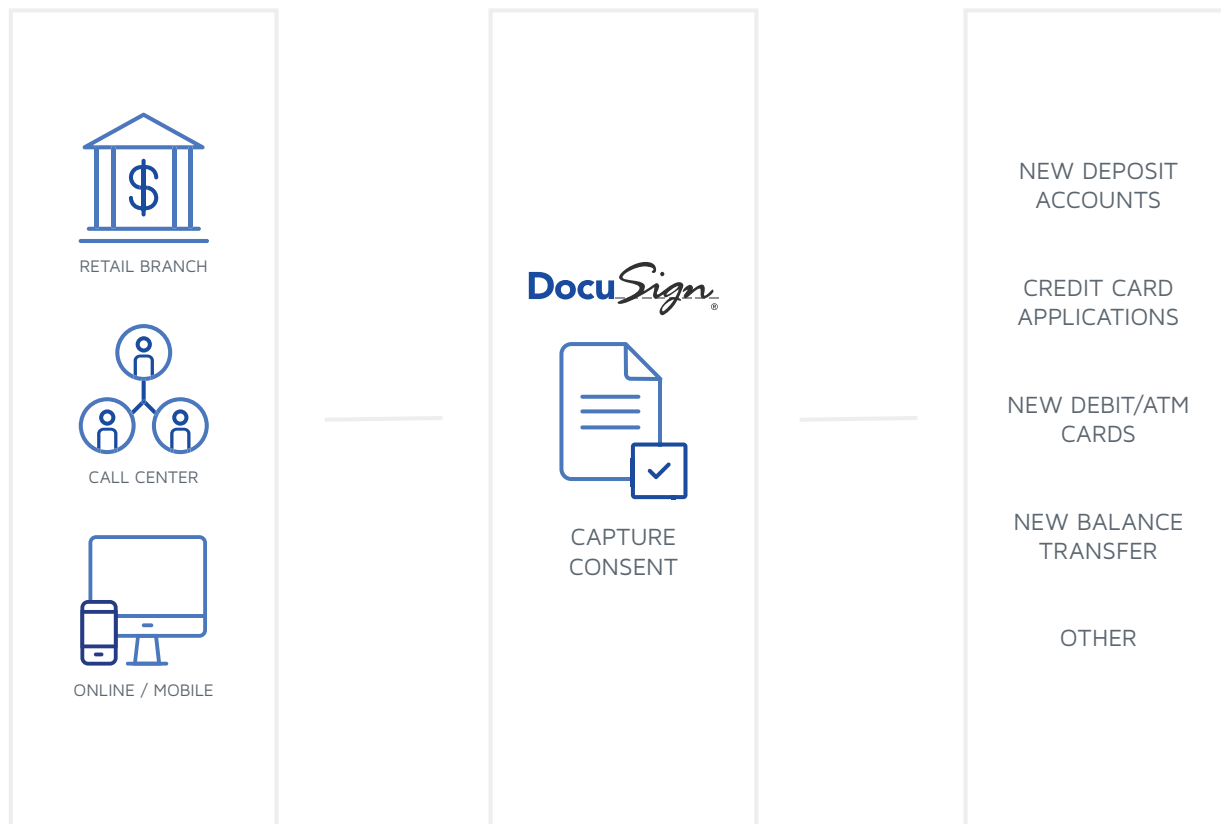 RETAIL BRANCH
CALL CENTER
ONLINE / MOBILE
DocuSign®
CAPTURE
CONSENT
NEW DEPOSIT
ACCOUNTS
CREDIT CARD
APPLICATIONS
NEW DEBIT/ATM
CARDS
NEW BALANCE
TRANSFER
OTHER